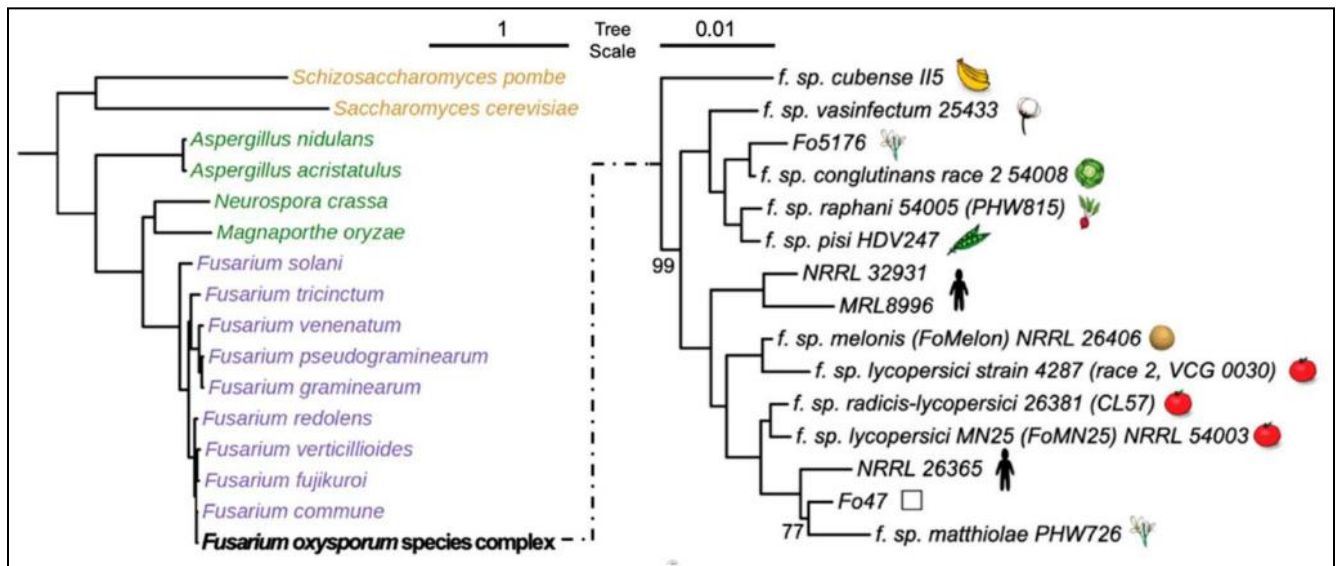 1
Tree
Scale
0.01
Schizosaccharomyces pombe
Saccharomyces cerevisiae
Aspergillus nidulans
Aspergillus acristatulus
Neurospora crassa
Magnaporthe oryzae
Fusarium solani
Fusarium tricinctum
Fusarium venenatum
Fusarium pseudograminearum
Fusarium graminearum
Fusarium redolens
Fusarium verticillioides
Fusarium fujikuroi
Fusarium commune
Fusarium oxysporum species complex
f. sp. cubense II5
f. sp. vasinfectum 25433
Fo5176
f. sp. conglutinans race 2 54008
f. sp. raphani 54005 (PHW815)
f. sp. pisi HDV247
99
NRRL 32931
MRL8996
f. sp. melonis (FoMelon) NRRL 26406
f. sp. lycopersici strain 4287 (race 2, VCG 0030)
f. sp. radicis-lycopersici 26381 (CL57)
f. sp. lycopersici MN25 (FoMN25) NRRL 54003
NRRL 26365
Fo47
77
f. sp. matthiolae PHW726